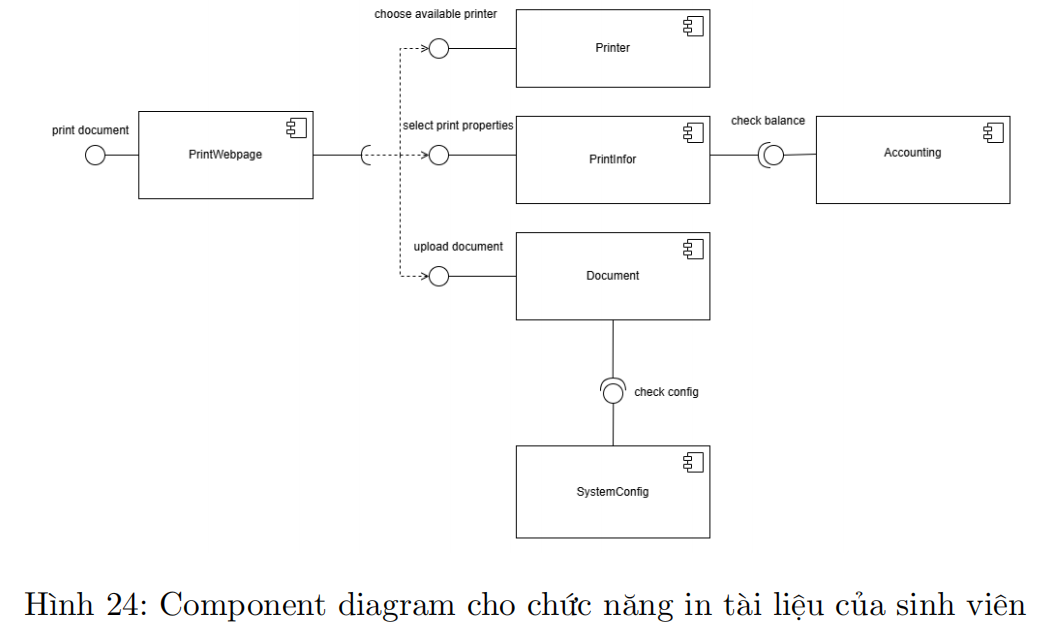 choose available printer
Printer
print document
PrintWebpage
select print properties
PrintInfor
check balance
Accounting
upload document
Document
check config
SystemConfig
Hình 24: Component diagram cho chức năng in tài liệu của sinh viên